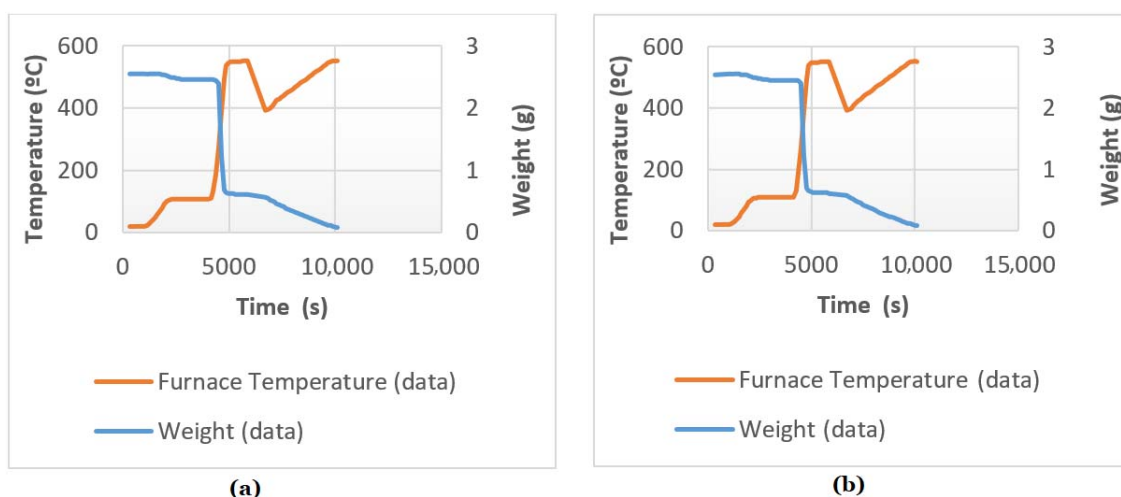 600
400
200
0
Temperature (ºC)
3
2
1
0
Weight (g)
0 5000 10,000 15,000
Time (s)
Furnace Temperature (data)
Weight (data)
(a)
600
400
200
0
Temperature (ºC)
3
2
1
0
Weight (g)
0 5000 10,000 15,000
Time (s)
Furnace Temperature (data)
Weight (data)
(b)